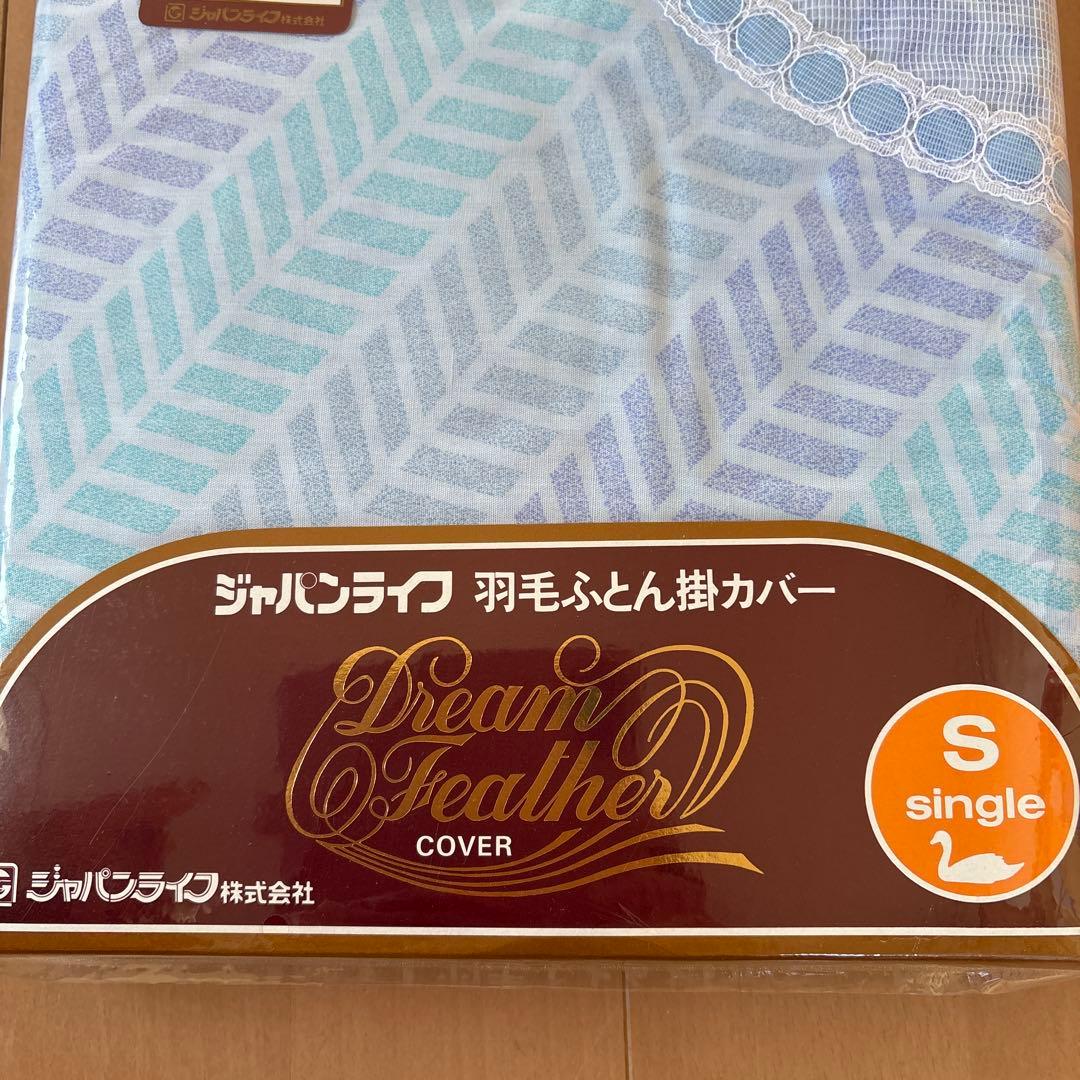 ジャパンライフ株式会社
ジャパンライフ 羽毛ふとん掛カバー
Dream
Feather
COVER
S
single
ジャパンライフ株式会社